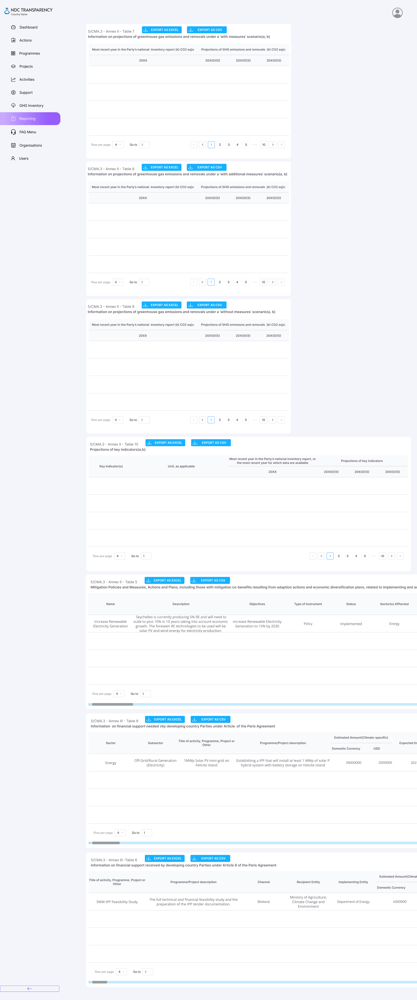 NDC TRANSPARENCY
Country Name
Dashboard
Actions
Programmes
Projects
Activities
Support
GHG Inventory
Reporting
FAQ Menu
Organisations
Users
5/CMA.3 - Annex II - Table 7
EXPORT AS EXCEL
EXPORT AS CSV
Information on projections of greenhouse gas emissions and removals under a ‘with measures’ scenario(a, b)
Most recent year in the Party’s national inventory report (kt CO2 eq)c
Projections of GHG emissions and removals (kt CO2 eq)c
20XX
20X(0)(5)
20X(0)(5)
20X(0)(5)
Row per page
4
Go to
1
1
2
3
4
5
•••
10
5/CMA.3 - Annex II - Table 8
EXPORT AS EXCEL
EXPORT AS CSV
Information on projections of greenhouse gas emissions and removals under a ‘with additional measures’ scenario(a, b)
Most recent year in the Party’s national inventory report (kt CO2 eq)c
Projections of GHG emissions and removals (kt CO2 eq)c
20XX
20X(0)(5)
20X(0)(5)
20X(0)(5)
Row per page
4
Go to
1
1
2
3
4
5
•••
10
5/CMA.3 - Annex II - Table 9
EXPORT AS EXCEL
EXPORT AS CSV
Information on projections of greenhouse gas emissions and removals under a ‘without measures’ scenario(a, b)
Most recent year in the Party’s national inventory report (kt CO2 eq)c
Projections of GHG emissions and removals (kt CO2 eq)c
20XX
20X(0)(5)
20X(0)(5)
20X(0)(5)
Row per page
4
Go to
1
1
2
3
4
5
•••
10
5/CMA.3 - Annex II - Table 10
EXPORT AS EXCEL
EXPORT AS CSV
Projections of key indicators(a,b)
Key Indicator(s)
Unit, as applicable
Most recent year in the Party’s national inventory report, or
the most recent year for which data are available
Projections of key indicators
20XX
20X(0)(5)
20X(0)(5)
20X(0)(5)
Row per page
4
Go to
1
1
2
3
4
5
•••
10
5/CMA.3 - Annex II - Table 5
EXPORT AS EXCEL
EXPORT AS CSV
Mitigation Policies and Measures, Actions and Plans, including those with mitigation co-benefits resulting from adaption actions and economic diversification plans, related to implementing and ac
Name
Description
Objectives
Type of Instrument
Status
Sector(s) Afftected
Increase Renewable
Electricity Generation
Seychelles is currently producing 5% RE and will need to
scale to plus 10% in 10 years taking into account economic
growth. The foreseen RE technologies to be used will be
solar PV and wind energy for electricity production.
Increase Renewable Electricity
Generation to 15% by 2030
Policy
Implemented
Energy
Row per page
4
Go to
1
5/CMA.3 - Annex III - Table 6
EXPORT AS EXCEL
EXPORT AS CSV
Information on financial support needed vby developing country Parties under Article of the Paris Agreement
Sector
Subsector
Title of activity, Programme, Project or
Other
Programme/Project description
Estimated Amount(Climate-specific)
Domestic Currency
USD
Expected tir
Energy
Off-Grid/Rural Generation
(Electricity)
1MWp Solar PV mini-grid on
Felicite Island
Establishing a IPP that will install at least 1 MWp of solar P
hybrid system with battery storage on Felicite Island
26000000
2000000
202
Row per page
4
Go to
1
5/CMA.3 - Annex III -Table 6
EXPORT AS EXCEL
EXPORT AS CSV
Information on financial support received by developing country Parties under Article 9 of the Paris Agreement
Title of activity, Programme, Project or
Other
Programme/Project description
Channel
Recipient Entity
Implementing Entity
Estimated Amount(Climat
Domestic Currency
5MW IPP Feasibility Study
The full technical and financial feasibility study and the
preparation of the IPP tender documentation.
Bilateral
Ministry of Agriculture,
Climate Change and
Environment
Department of Energy
4000000
Row per page
4
Go to
1